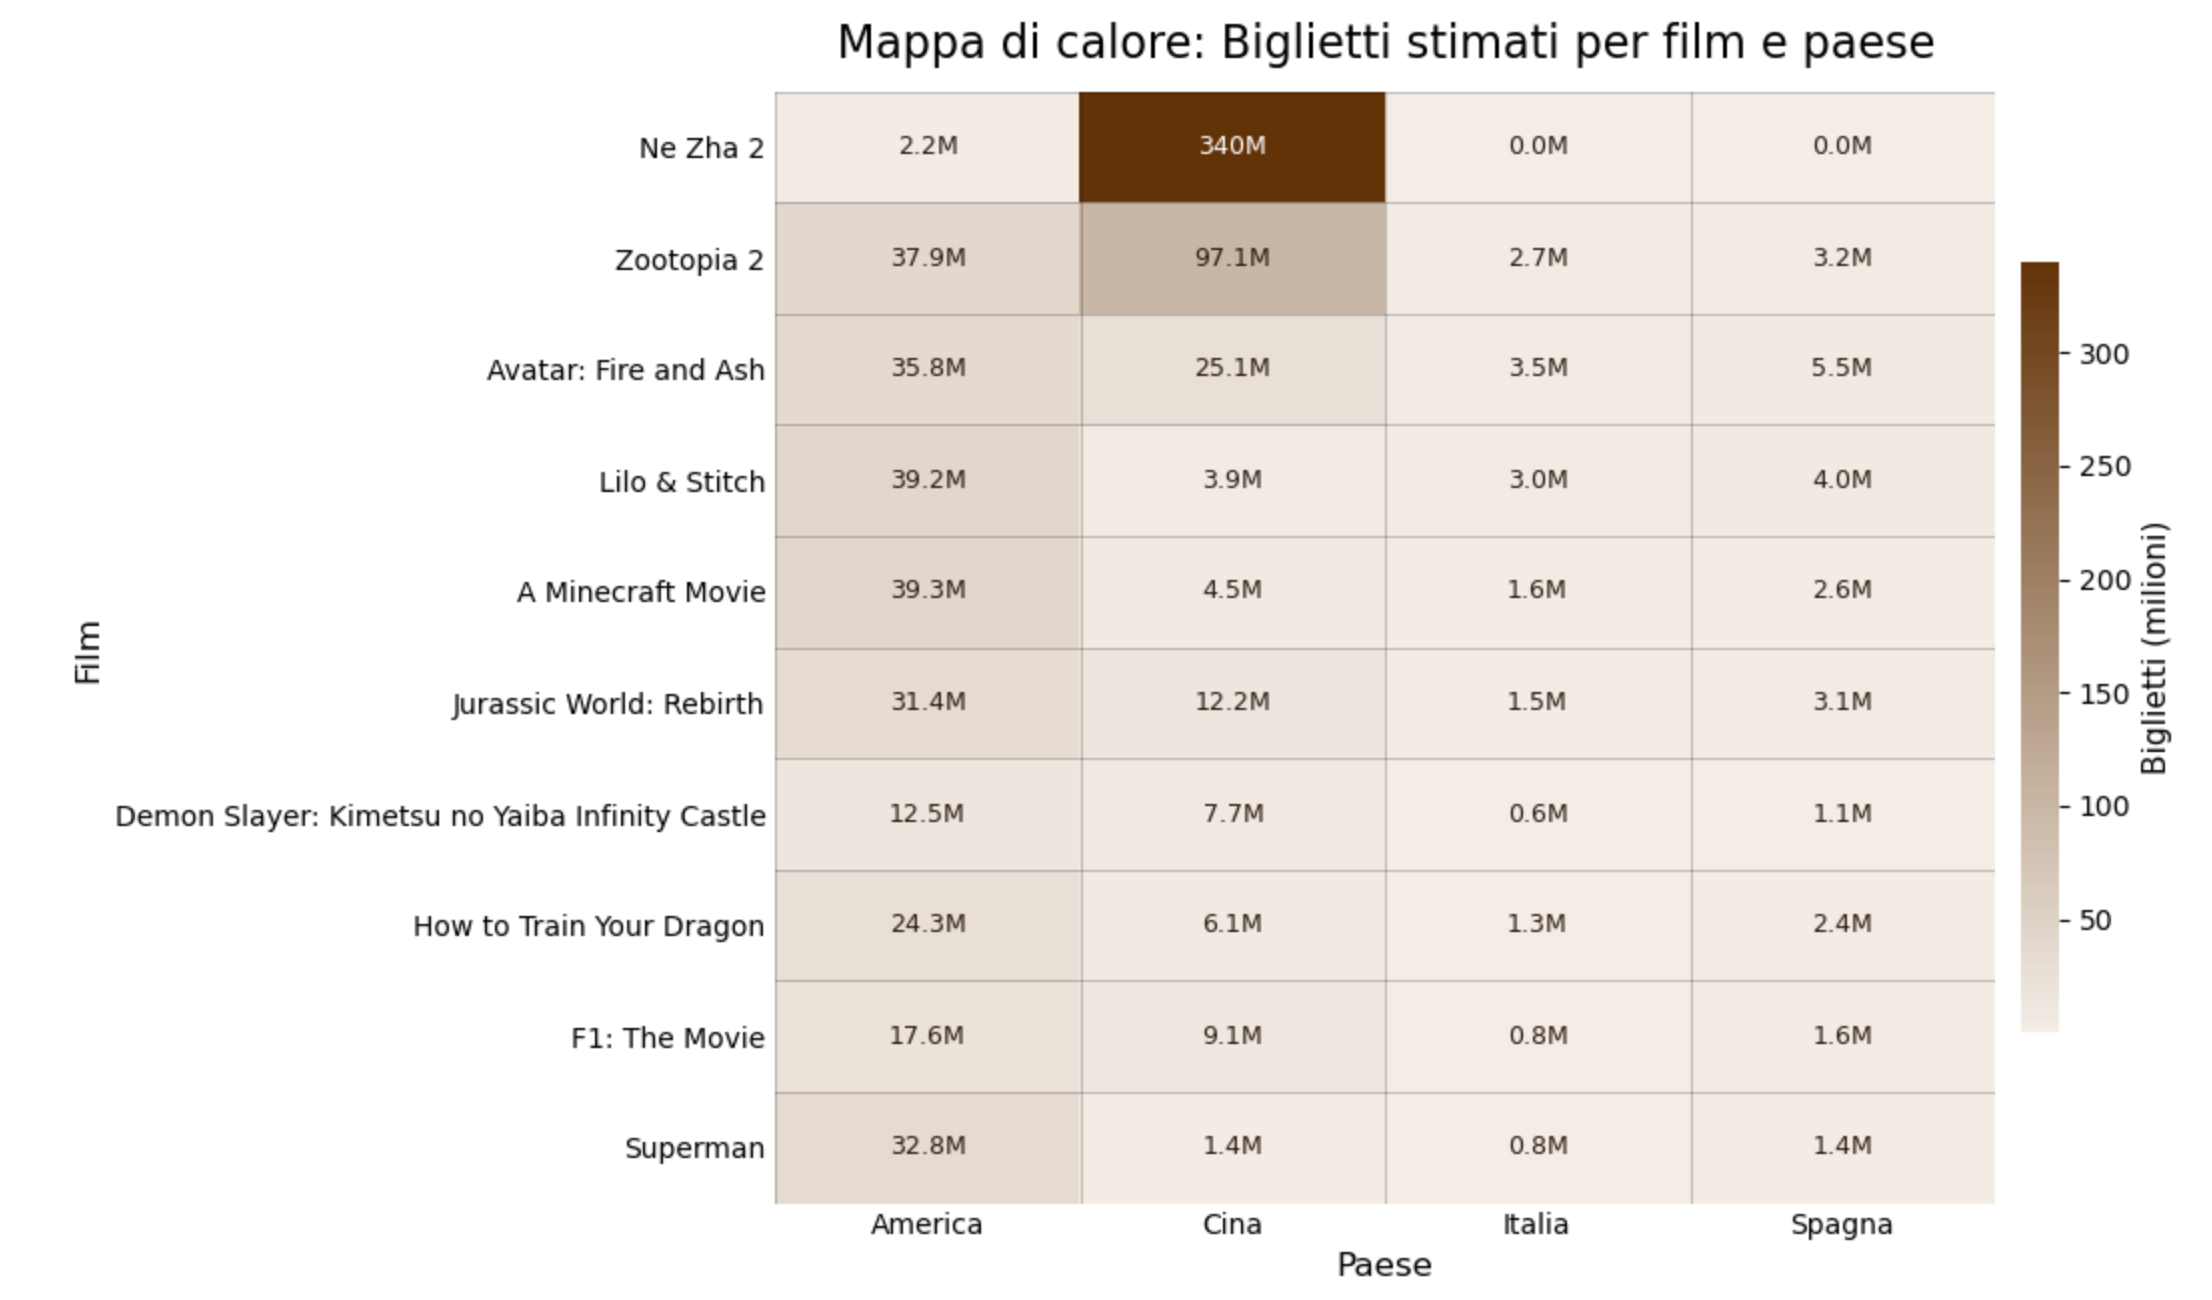 Mappa di calore: Biglietti stimati per film e paese
Ne Zha 2 2.2M 340M 0.0M 0.0M
Zootopia 2 37.9M 97.1M 2.7M 3.2M
Avatar: Fire and Ash 35.8M 25.1M 3.5M 5.5M
Lilo & Stitch 39.2M 3.9M 3.0M 4.0M
A Minecraft Movie 39.3M 4.5M 1.6M 2.6M
Jurassic World: Rebirth 31.4M 12.2M 1.5M 3.1M
Demon Slayer: Kimetsu no Yaiba Infinity Castle 12.5M 7.7M 0.6M 1.1M
How to Train Your Dragon 24.3M 6.1M 1.3M 2.4M
F1: The Movie 17.6M 9.1M 0.8M 1.6M
Superman 32.8M 1.4M 0.8M 1.4M
America Cina Italia Spagna
Paese
Film
300
250
200
150
100
50
Biglietti (milioni)